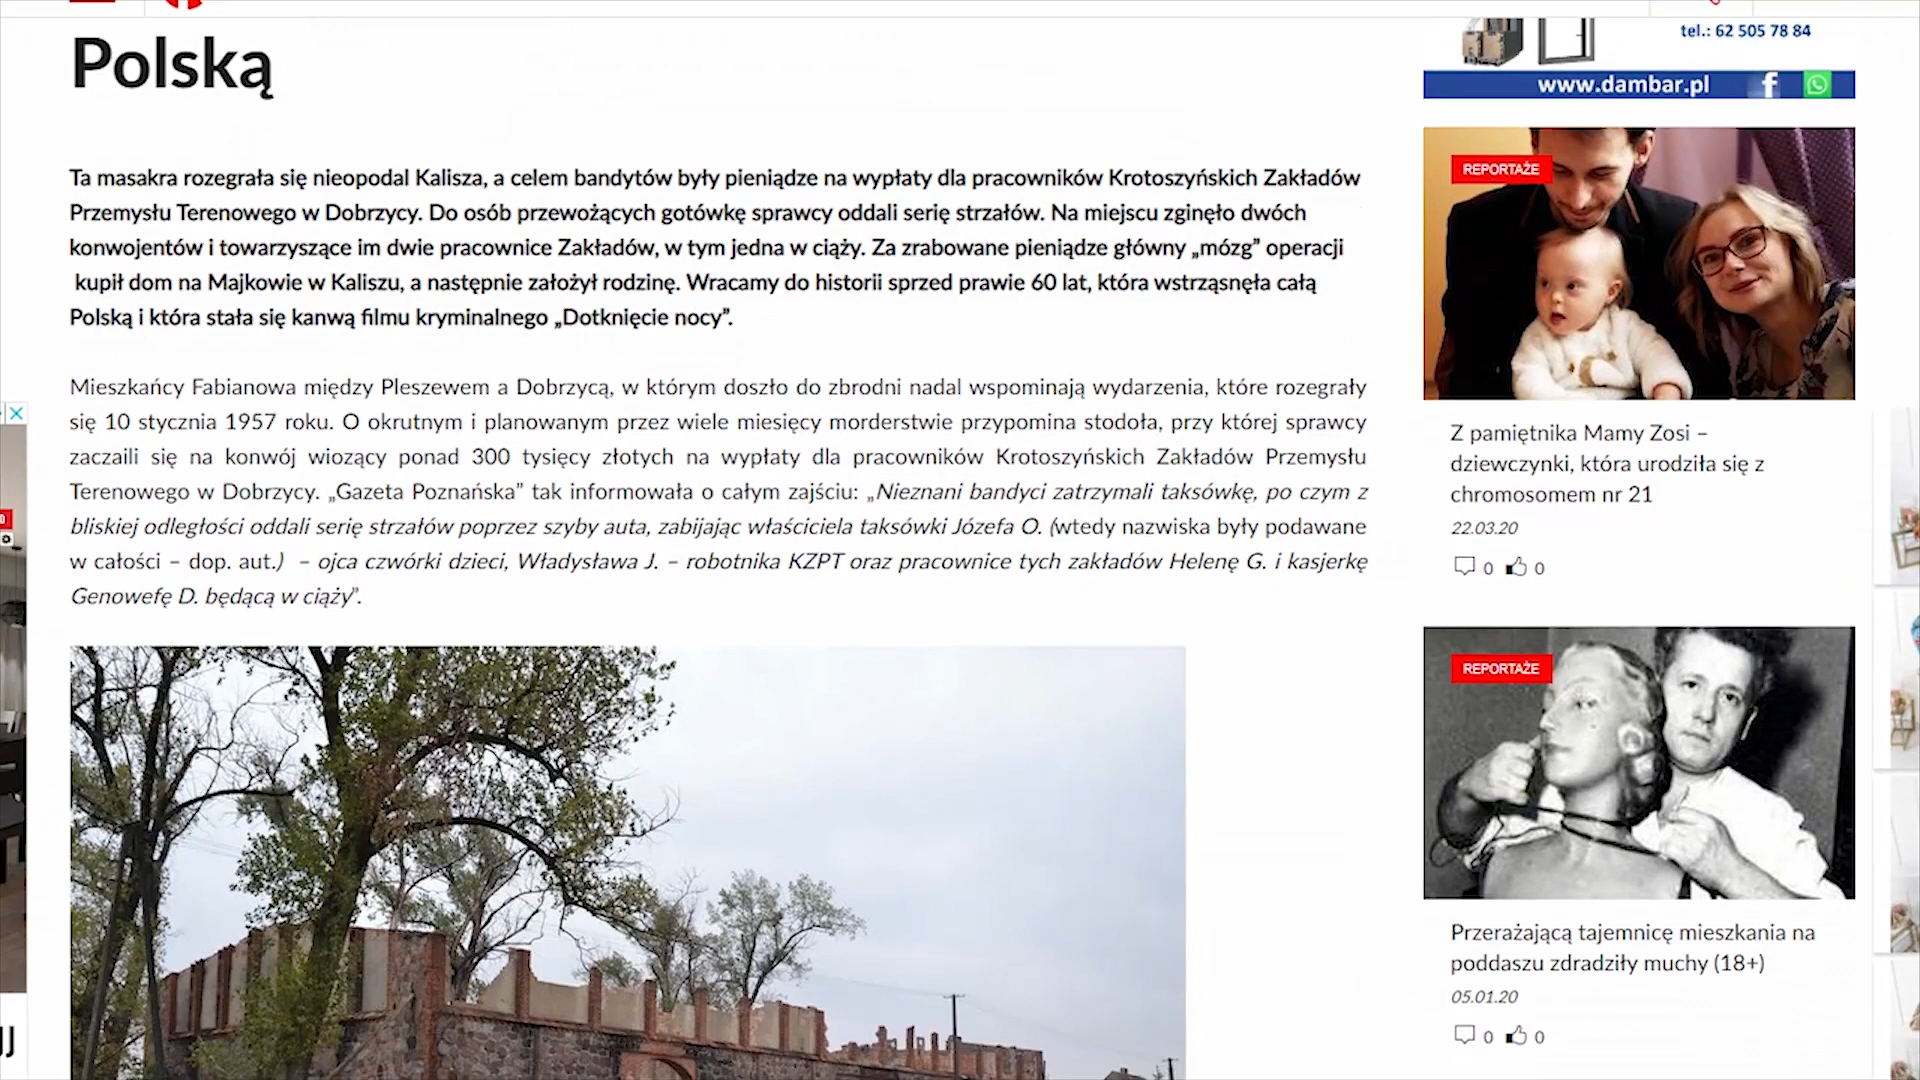 Polską
Ta masakra rozegrała się nieopodal Kalisza, a celem bandytów były pieniądze na wypłaty dla pracowników Krotoszyńskich Zakładów
Przemysłu Terenowego w Dobrzycy. Do osób przewożących gotówkę sprawcy oddali serię strzałów. Na miejscu zginęło dwóch
konwojentów i towarzyszące im dwie pracownice Zakładów, w tym jedna w ciąży. Za zrabowane pieniądze główny „mózg” operacji
kupił dom na Majkowie w Kaliszu, a następnie założył rodzinę. Wracamy do historii sprzed prawie 60 lat, która wstrząsnęła całą
Polską i która stała się kanwą filmu kryminalnego „Dotknięcie nocy”.
Mieszkańcy Fabianowa między Pleszewem a Dobrzycą, w którym doszło do zbrodni nadal wspominają wydarzenia, które rozegrały
się 10 stycznia 1957 roku. O okrutnym i planowanym przez wiele miesięcy morderstwie przypomina stodoła, przy której sprawcy
zaczaili się na konwój wiozący ponad 300 tysięcy złotych na wypłaty dla pracowników Krotoszyńskich Zakładów Przemysłu
Terenowego w Dobrzycy. „Gazeta Poznańska” tak informowała o całym zajściu: „Nieznani bandyci zatrzymali taksówkę, po czym z
bliskiej odległości oddali serię strzałów poprzez szyby auta, zabijając właściciela taksówki Józefa O. (wtedy nazwiska były podawane
w całości – dop. aut.) – ojca czwórki dzieci, Władysława J. – robotnika KZPT oraz pracownice tych zakładów Helenę G. i kasjerkę
Genowefę D. będącą w ciąży”.
tel.: 62 505 78 84
www.dambar.pl
REPORTAŻE
Z pamiętnika Mamy Zosi –
dziewczynki, która urodziła się z
chromosomem nr 21
22.03.20
0 0
REPORTAŻE
Przerażającą tajemnicę mieszkania na
poddaszu zdradziły muchy (18+)
05.01.20
0 0